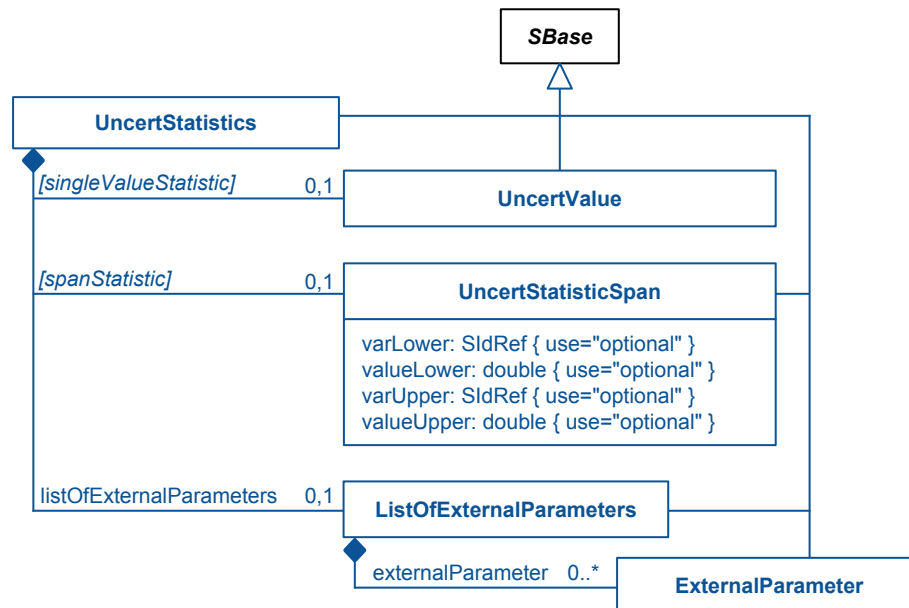 SBase
UncertStatistics
[singleValueStatistic] 0,1
UncertValue
[spanStatistic] 0,1
UncertStatisticSpan
varLower: SIdRef { use="optional" }
valueLower: double { use="optional" }
varUpper: SIdRef { use="optional" }
valueUpper: double { use="optional" }
listOfExternalParameters 0,1
ListOfExternalParameters
externalParameter 0..*
ExternalParameter